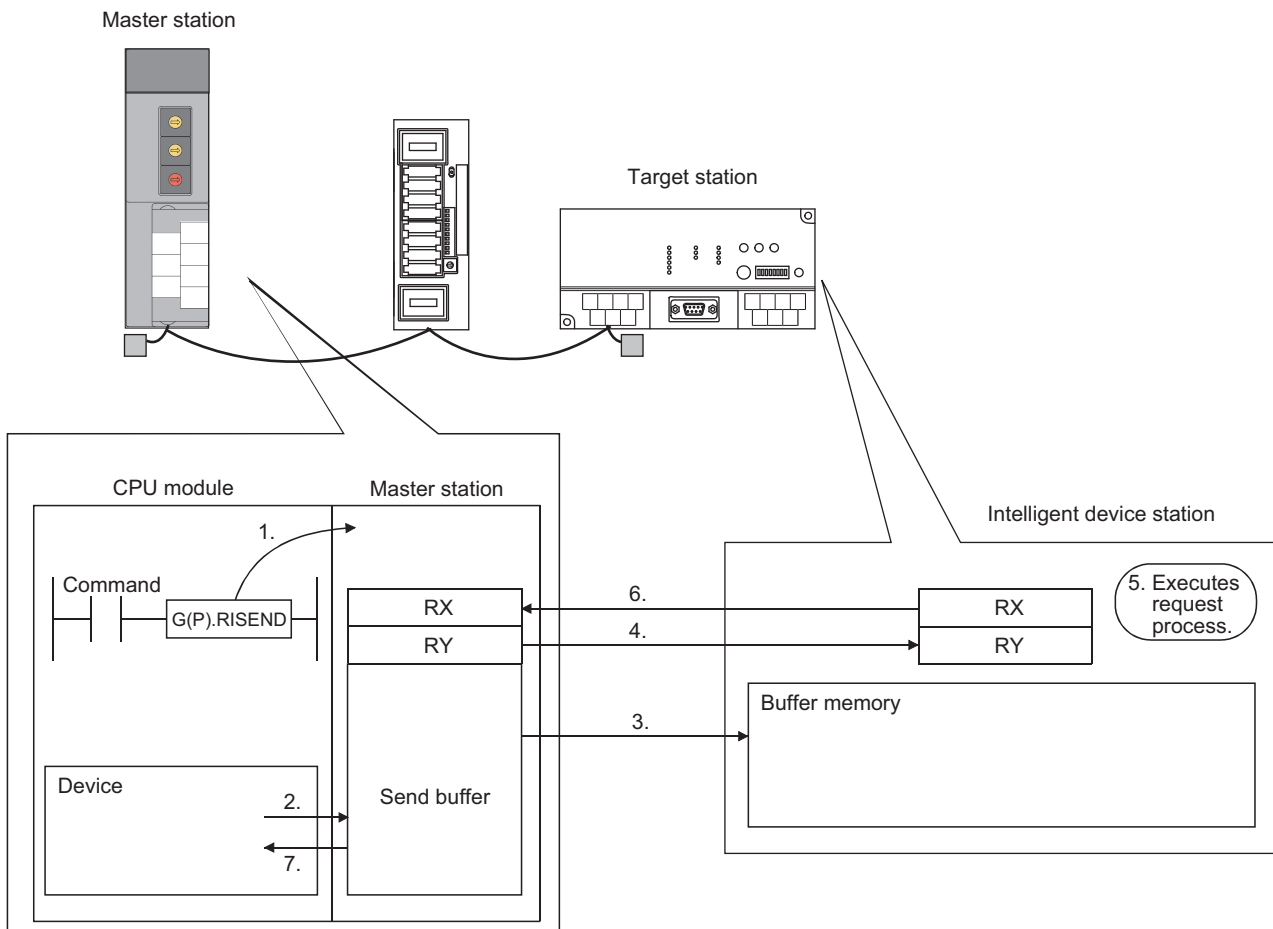 Master station
Target station
CPU module
Master station
Intelligent device station
1.
Command
G(P).RISEND
RX
RY
6.
4.
RX
RY
5. Executes
request
process.
3.
Buffer memory
Device
2.
7.
Send buffer